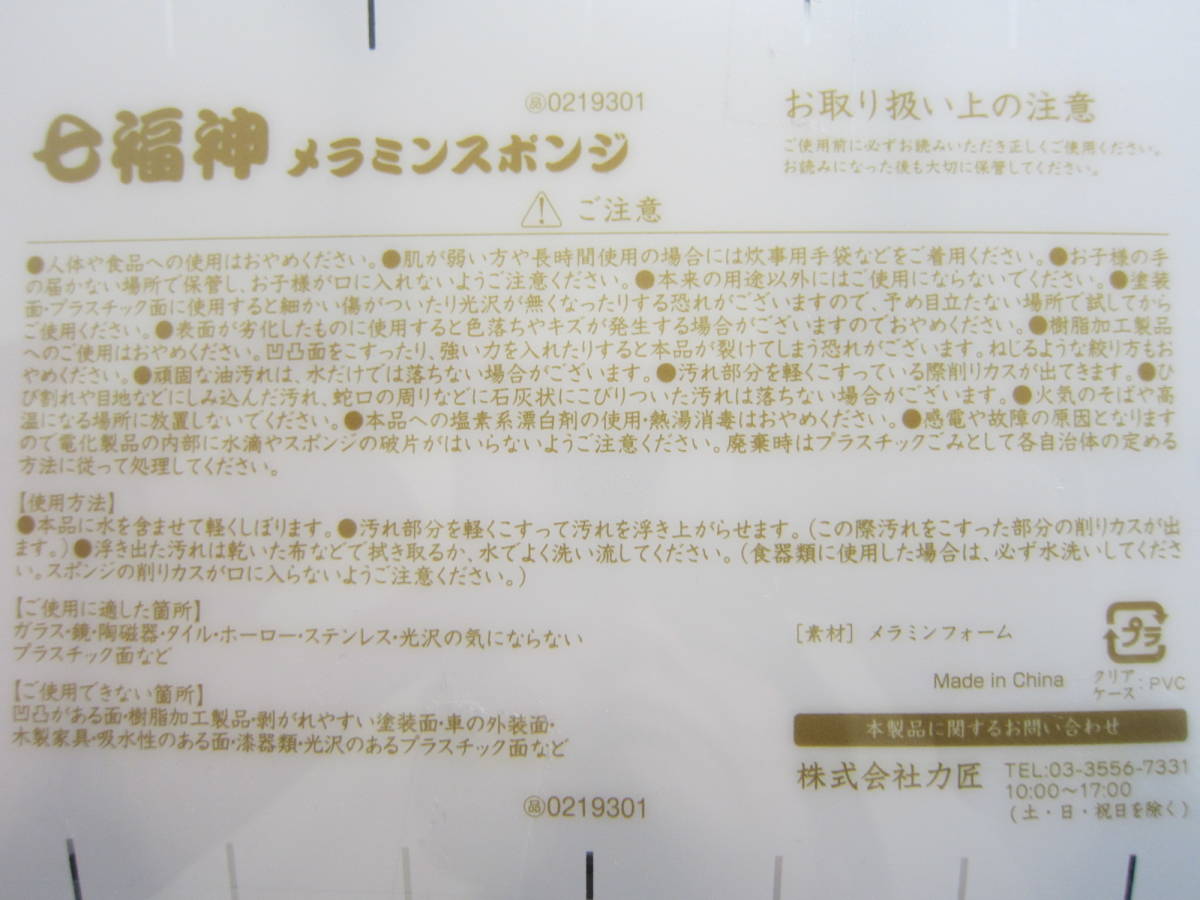 ㊫0219301
七福神 メラミンスポンジ
お取り扱い上の注意
ご使用前に必ずお読みいただき正しくご使用ください。
お読みになった後も大切に保管してください。
ご注意
●人体や食品への使用はおやめください。●肌が弱い方や長時間使用の場合には炊事用手袋などをご着用ください。●お子様の手
の届かない場所で保管し、お子様が口に入れないようご注意ください。●本来の用途以外にはご使用にならないでください。●塗装
面・プラスチック面に使用すると細かい傷がついたり光沢が無くなったりする恐れがございますので、予め目立たない場所で試してから
ご使用ください。●表面が劣化したものに使用すると色落ちやキズが発生する場合がございますのでおやめください。●樹脂加工製品
へのご使用はおやめください。凹凸面をこすったり、強い力を入れたりすると本品が裂けてしまう恐れがございます。ねじるような絞り方もお
やめください。●頑固な油汚れは、水だけでは落ちない場合がございます。●汚れ部分を軽くこすっている際削りカスが出てきます。●ひ
び割れや目地などにしみ込んだ汚れ、蛇口の周りなどに石灰状にこびりついた汚れは落ちない場合がございます。●火気のそばや高
温になる場所に放置しないでください。●本品への塩素系漂白剤の使用・熱湯消毒はおやめください。●感電や故障の原因となります
ので電化製品の内部に水滴やスポンジの破片がはいらないようご注意ください。廃棄時はプラスチックごみとして各自治体の定める
方法に従って処理してください。
【使用方法】
●本品に水を含ませて軽くしぼります。●汚れ部分を軽くこすって汚れを浮き上がらせます。(この際汚れをこすった部分の削りカスが出
ます。)●浮き出た汚れは乾いた布などで拭き取るか、水でよく洗い流してください。(食器類に使用した場合は、必ず水洗いしてくださ
い。スポンジの削りカスが口に入らないようご注意ください。)
【ご使用に適した箇所】
ガラス・鏡・陶磁器・タイル・ホーロー・ステンレス・光沢の気にならない
プラスチック面など
【ご使用できない箇所】
凹凸がある面・樹脂加工製品・剥がれやすい塗装面・車の外装面・
木製家具・吸水性のある面・漆器類・光沢のあるプラスチック面など
[素材] メラミンフォーム
プラ
Made in China
クリアケース:PVC
本製品に関するお問い合わせ
株式会社力匠
TEL:03-3556-7331
10:00〜17:00
(土・日・祝日を除く)
㊫0219301